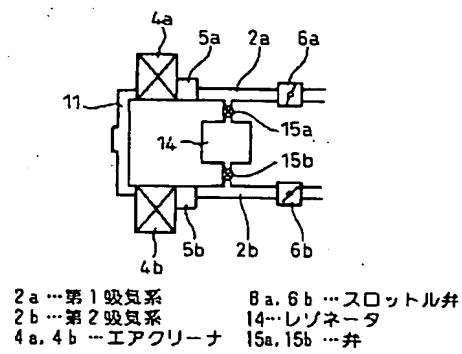 4a
5a
2a
6a
11
15a
14
15b
4b
5b
2b
6b
2a…第1吸気系
2b…第2吸気系
4a,4b…エアクリーナ
6a,6b…スロットル弁
14…レゾネータ
15a,15b…弁